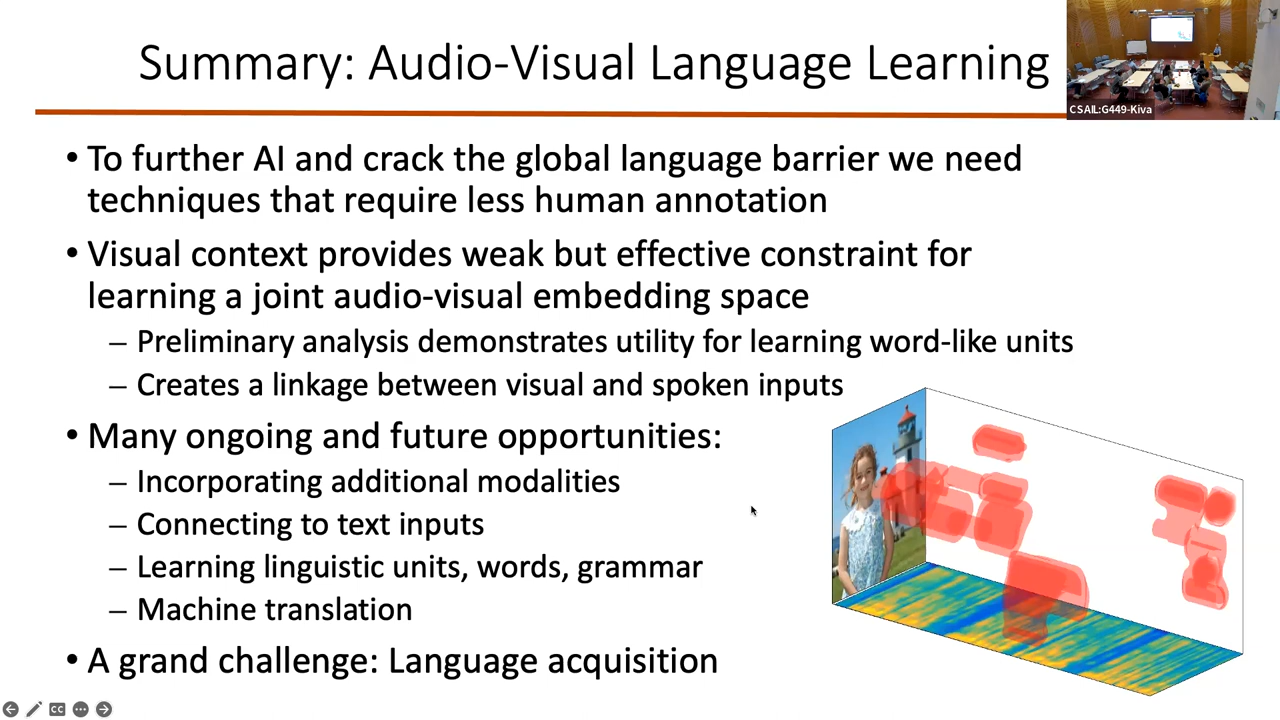 Summary: Audio-Visual Language Learning
CSAIL:G449-Kiva
• To further AI and crack the global language barrier we need
techniques that require less human annotation
• Visual context provides weak but effective constraint for
learning a joint audio-visual embedding space
– Preliminary analysis demonstrates utility for learning word-like units
– Creates a linkage between visual and spoken inputs
• Many ongoing and future opportunities:
– Incorporating additional modalities
– Connecting to text inputs
– Learning linguistic units, words, grammar
– Machine translation
• A grand challenge: Language acquisition
CC